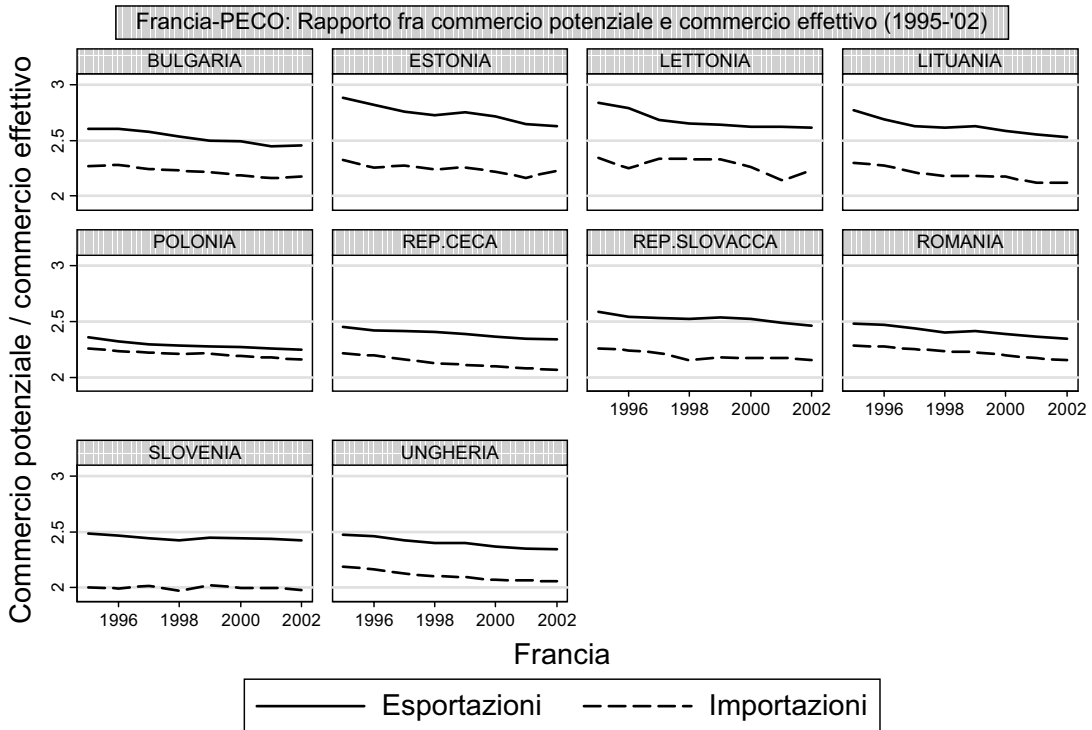 Francia-PECO: Rapporto fra commercio potenziale e commercio effettivo (1995-'02)
Commercio potenziale / commercio effettivo
BULGARIA
ESTONIA
LETTONIA
LITUANIA
3
2.5
2
POLONIA
REP.CECA
REP.SLOVACCA
ROMANIA
3
2.5
2
1996 1998 2000 2002
1996 1998 2000 2002
SLOVENIA
UNGHERIA
3
2.5
2
1996 1998 2000 2002
1996 1998 2000 2002
Francia
Esportazioni
Importazioni